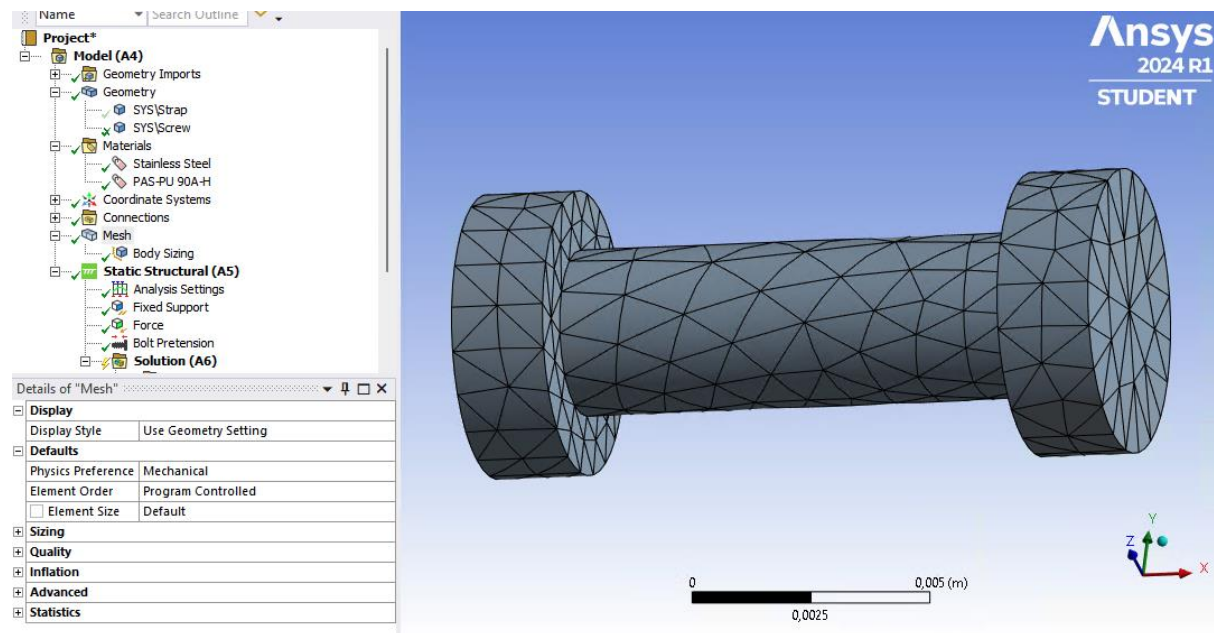 Name Search Outline
Project*
Model (A4)
Geometry Imports
Geometry
SYS\Strap
SYS\Screw
Materials
Stainless Steel
PAS-PU 90A-H
Coordinate Systems
Connections
Mesh
Body Sizing
Static Structural (A5)
Analysis Settings
Fixed Support
Force
Bolt Pretension
Solution (A6)
Details of "Mesh"
Display
Display Style Use Geometry Setting
Defaults
Physics Preference Mechanical
Element Order Program Controlled
Element Size Default
Sizing
Quality
Inflation
Advanced
Statistics
Ansys
2024 R1
STUDENT
0 0,005 (m)
0,0025
Y
Z
X